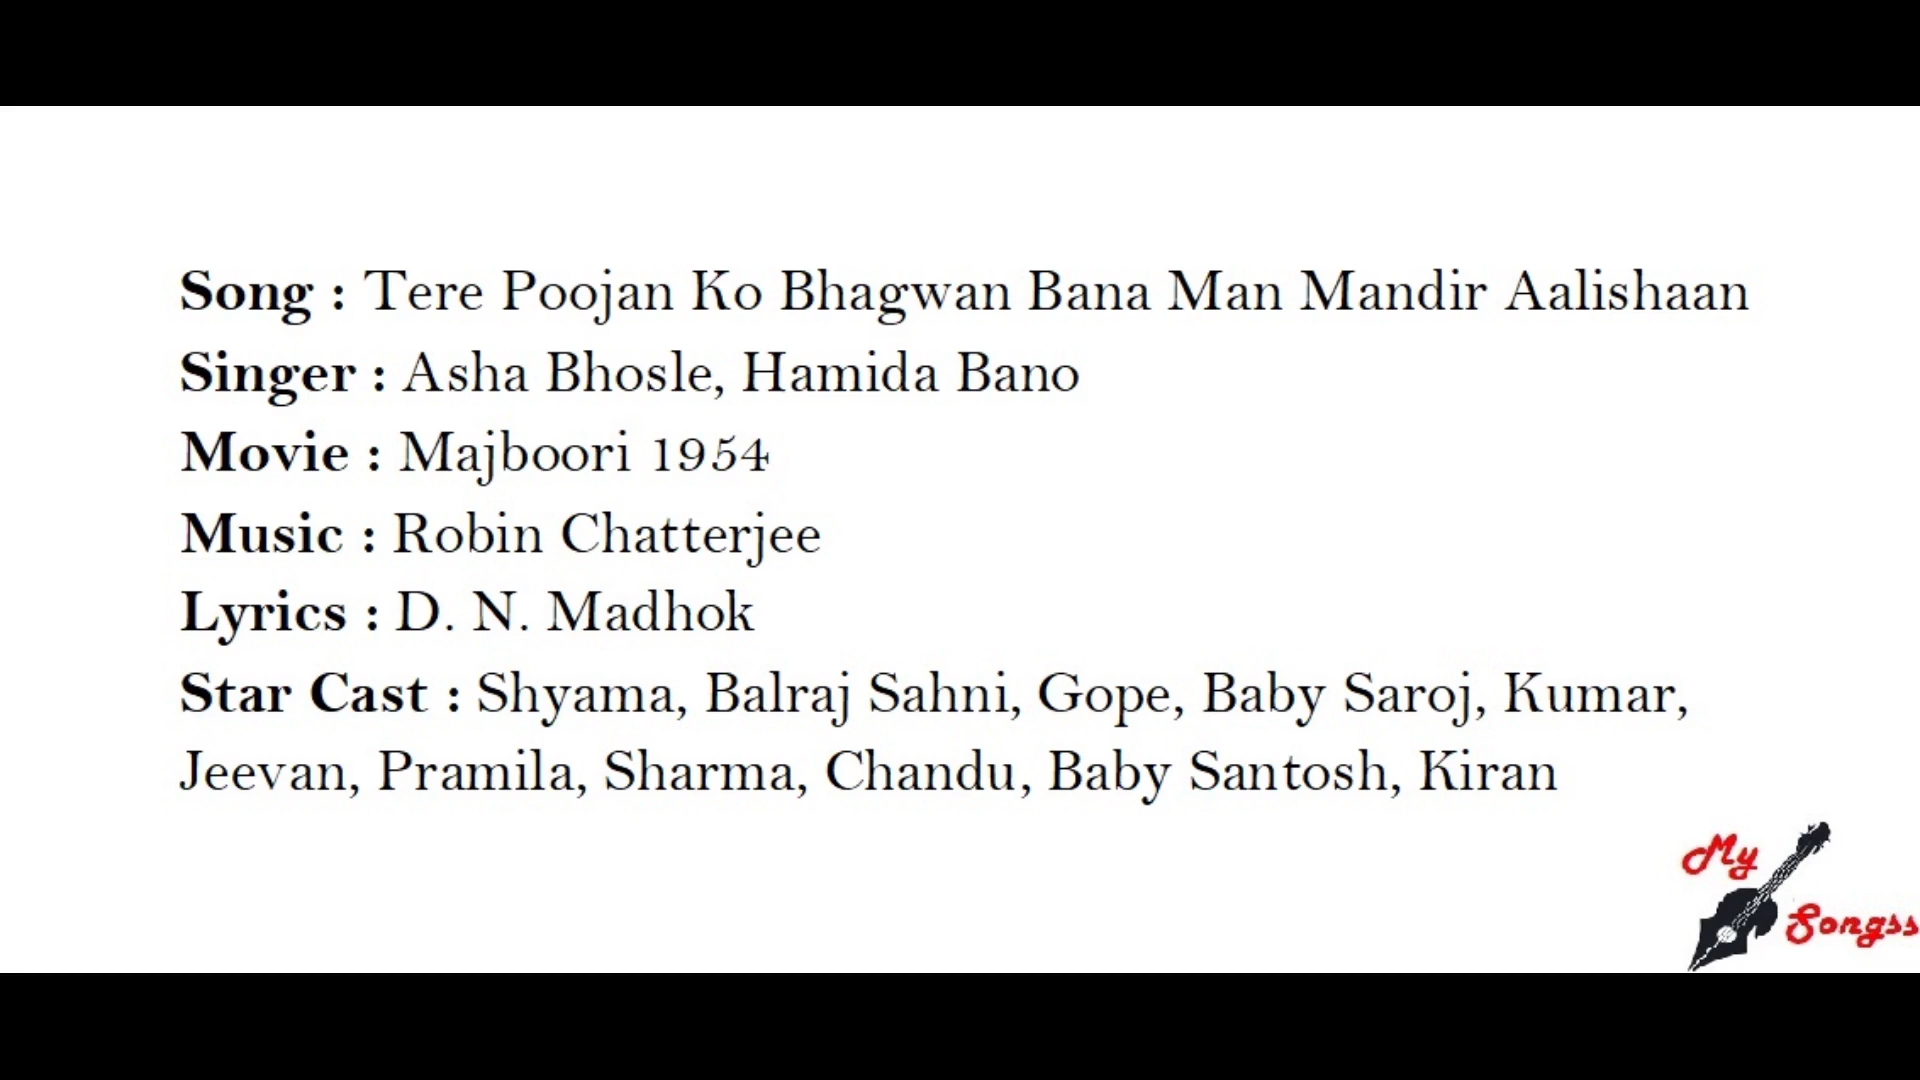 Song : Tere Poojan Ko Bhagwan Bana Man Mandir Aalishaan
Singer : Asha Bhosle, Hamida Bano
Movie : Majboori 1954
Music : Robin Chatterjee
Lyrics : D. N. Madhok
Star Cast : Shyama, Balraj Sahni, Gope, Baby Saroj, Kumar,
Jeevan, Pramila, Sharma, Chandu, Baby Santosh, Kiran
My
Songss